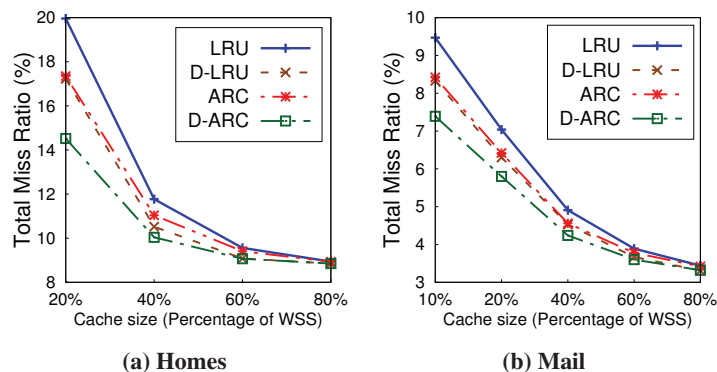 Total Miss Ratio (%)
20
18
16
14
12
10
8
LRU
D-LRU
ARC
D-ARC
20%
40%
60%
80%
Cache size (Percentage of WSS)
(a) Homes
Total Miss Ratio (%)
10
9
8
7
6
5
4
3
LRU
D-LRU
ARC
D-ARC
10%
20%
40%
60%
80%
Cache size (Percentage of WSS)
(b) Mail